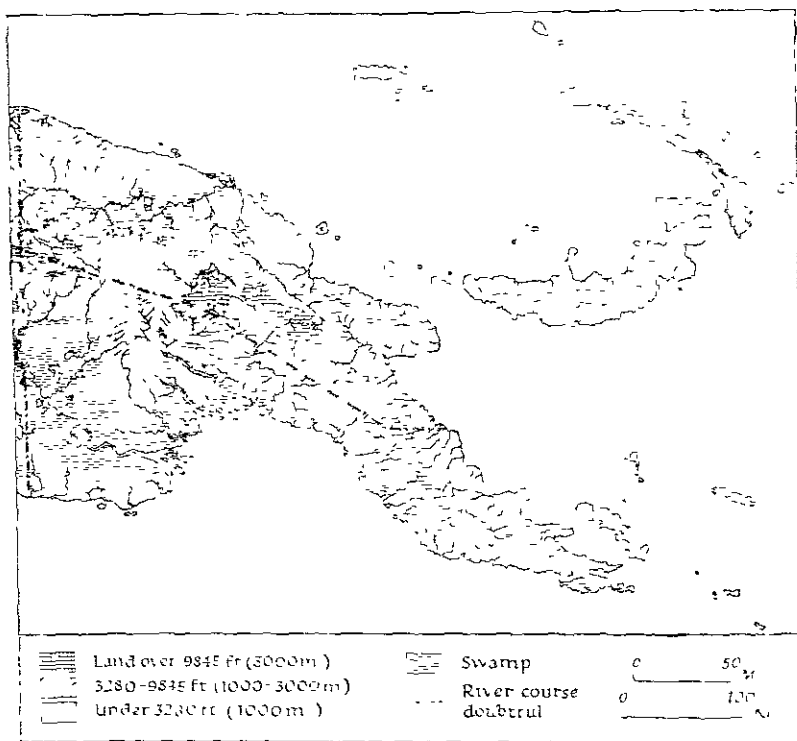 Land over 9845 ft (3000m)
3280-9845 ft (1000-3000m)
Under 3280 ft (1000m)
Swamp
River course
doubtful
0 50
0 100